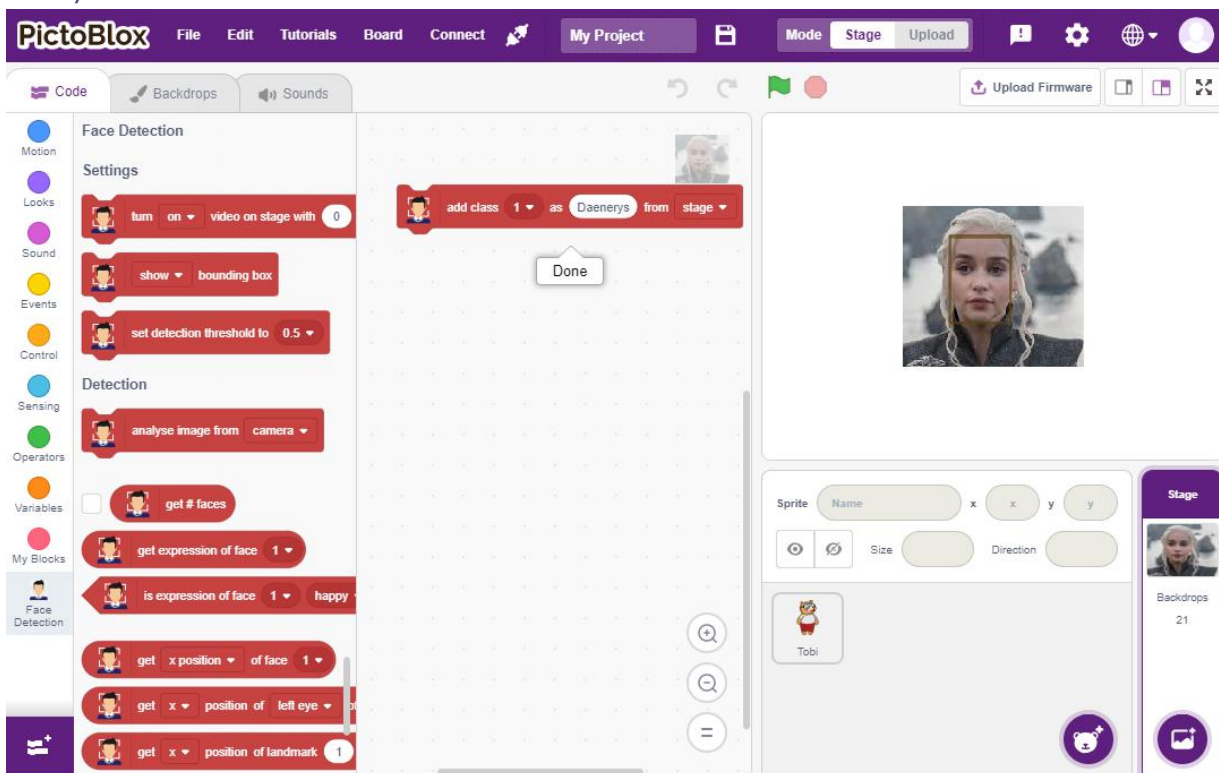 PictoBlox File Edit Tutorials Board Connect My Project Mode Stage Upload
Code Backdrops Sounds Upload Firmware
Motion
Looks
Sound
Events
Control
Sensing
Operators
Variables
My Blocks
Face
Detection
Face Detection
Settings
turn on video on stage with 0
show bounding box
set detection threshold to 0.5
Detection
analyse image from camera
get # faces
get expression of face 1
is expression of face 1 happy
get x position of face 1
get x position of left eye
get x position of landmark 1
add class 1 as Daenerys from stage
Done
Sprite Name x x y y
Size Direction
Tobi
Stage
Backdrops
21